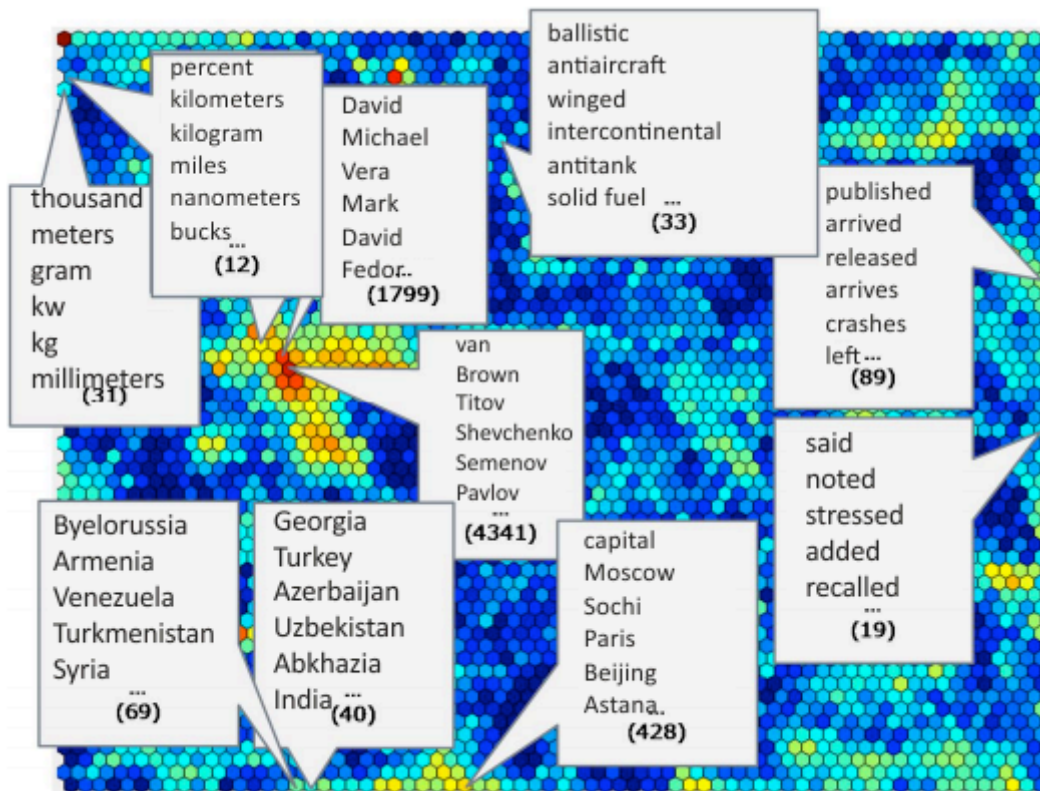 percent
kilometers
kilogram
miles
nanometers
bucks
...
(12)
thousand
meters
gram
kw
kg
millimeters
(31)
David
Michael
Vera
Mark
David
Fedor...
(1799)
ballistic
antiaircraft
winged
intercontinental
antitank
solid fuel ...
(33)
published
arrived
released
arrives
crashes
left...
(89)
van
Brown
Titov
Shevchenko
Semenov
Pavlov
...
(4341)
said
noted
stressed
added
recalled
...
(19)
Byelorussia
Armenia
Venezuela
Turkmenistan
Syria
...
(69)
Georgia
Turkey
Azerbaijan
Uzbekistan
Abkhazia
India ...
(40)
capital
Moscow
Sochi
Paris
Beijing
Astana...
(428)